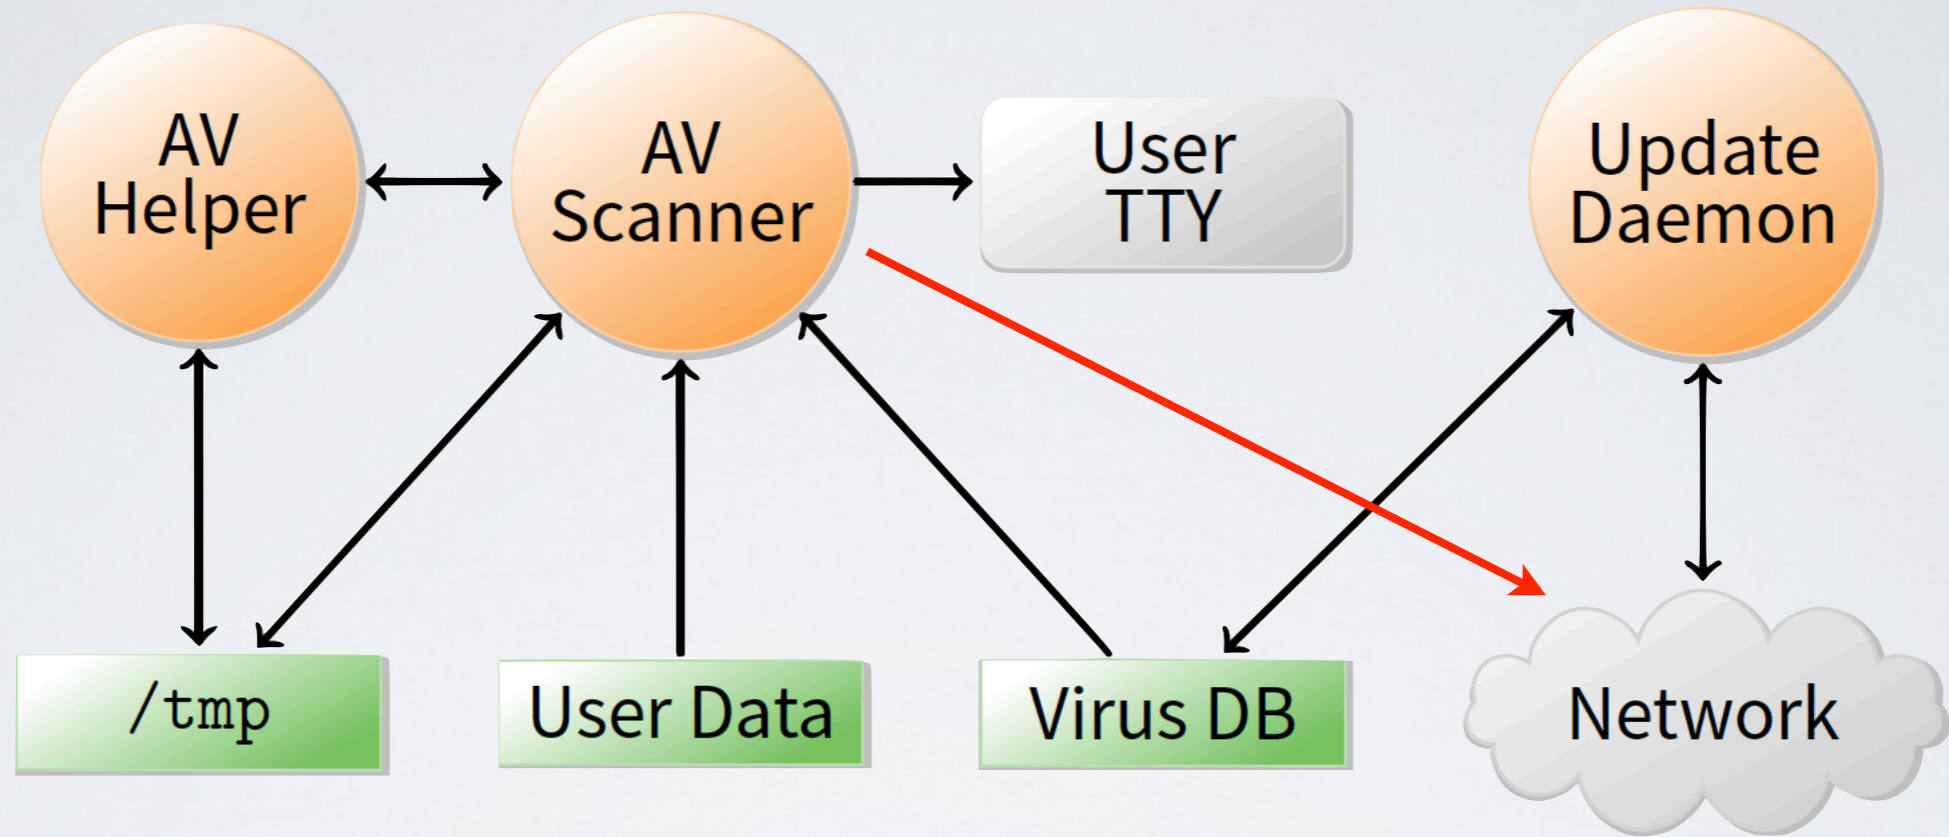 AV
Helper
AV
Scanner
User
TTY
Update
Daemon
/tmp
User Data
Virus DB
Network